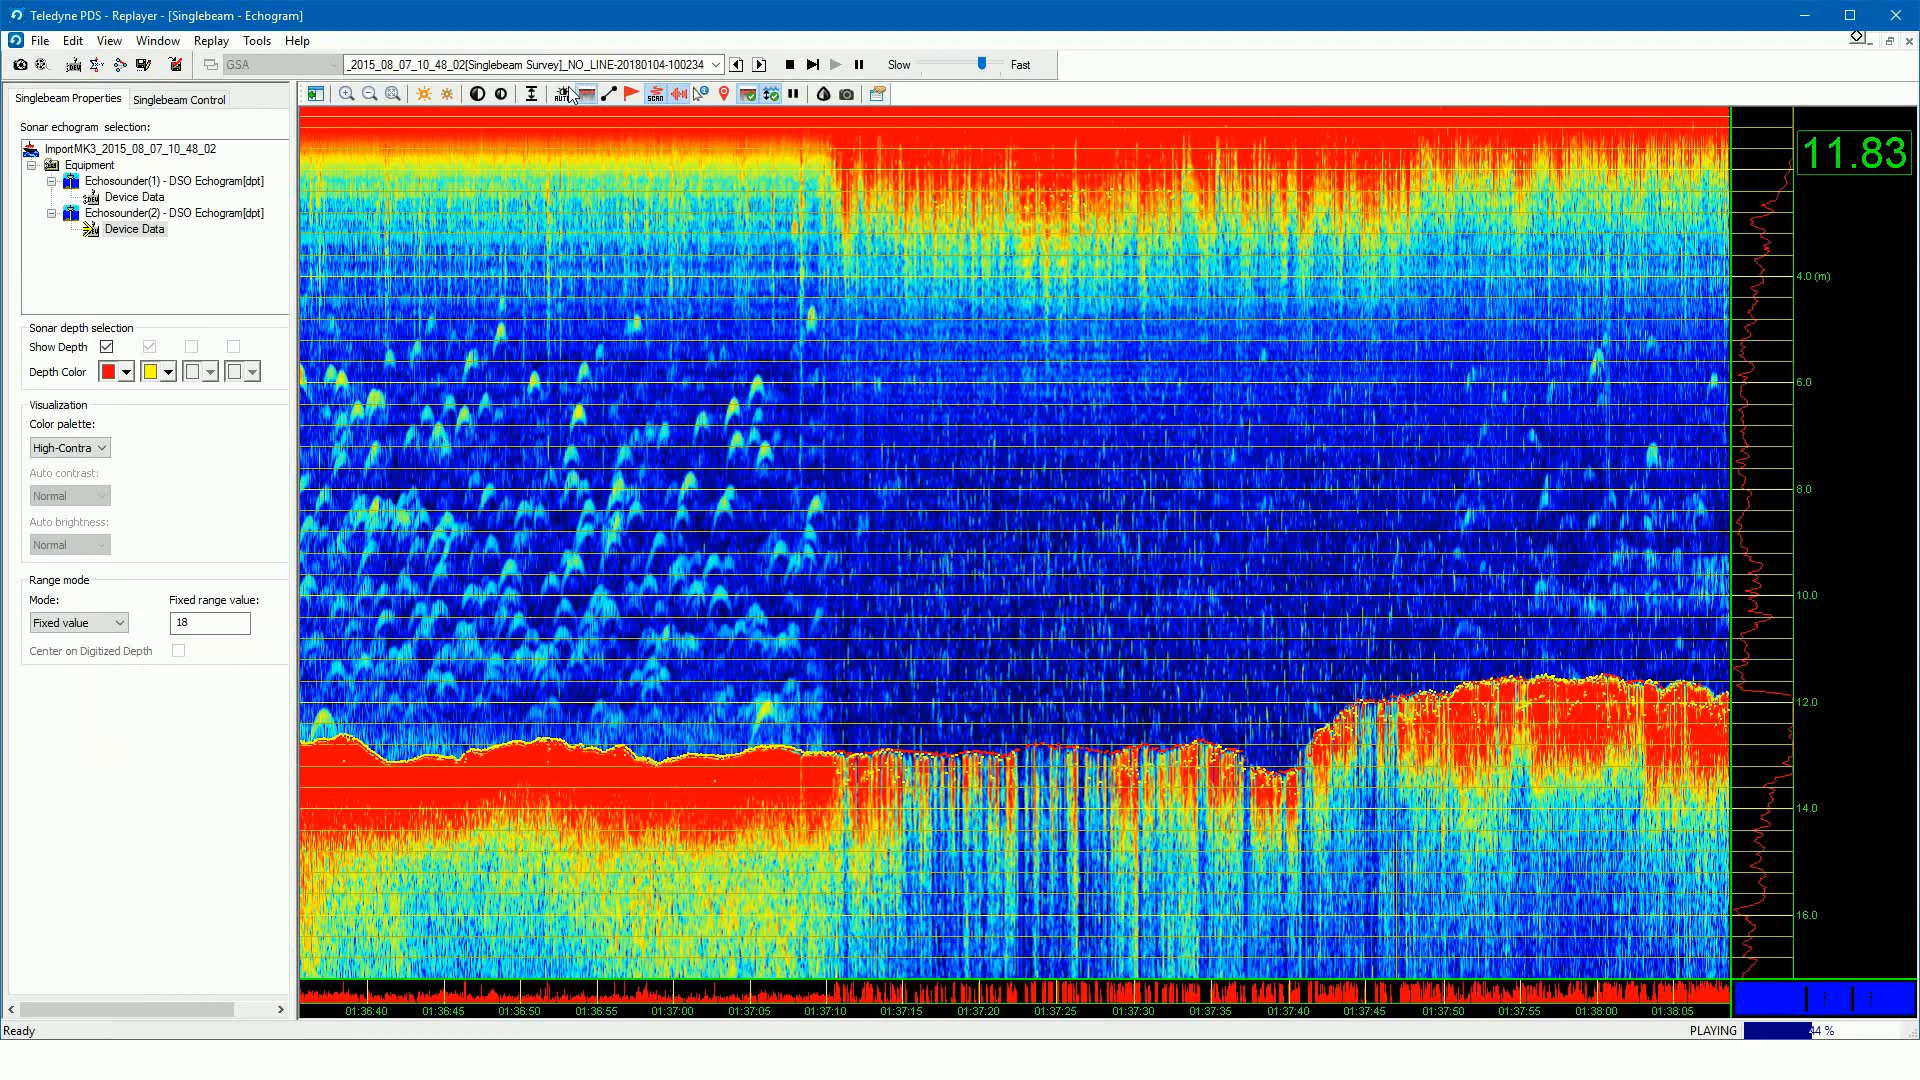 Teledyne PDS - Replayer - [Singlebeam - Echogram]
File Edit View Window Replay Tools Help
GSA
_2015_08_07_10_48_02[Singlebeam Survey]_NO_LINE-20180104-100234
Slow Fast
Singlebeam Properties Singlebeam Control
AUTO SCAN
Sonar echogram selection:
ImportMK3_2015_08_07_10_48_02
Equipment
Echosounder(1) - DSO Echogram[dpt]
Device Data
Echosounder(2) - DSO Echogram[dpt]
Device Data
Sonar depth selection
Show Depth
Depth Color
Visualization
Color palette:
High-Contra
Auto contrast:
Normal
Auto brightness:
Normal
Range mode
Mode: Fixed range value:
Fixed value 18
Center on Digitized Depth
11.83
4.0 (m)
6.0
8.0
10.0
12.0
14.0
16.0
01:36:40 01:36:45 01:36:50 01:36:55 01:37:00 01:37:05 01:37:10 01:37:15 01:37:20 01:37:25 01:37:30 01:37:35 01:37:40 01:37:45 01:37:50 01:37:55 01:38:00 01:38:05
Ready
PLAYING 44 %